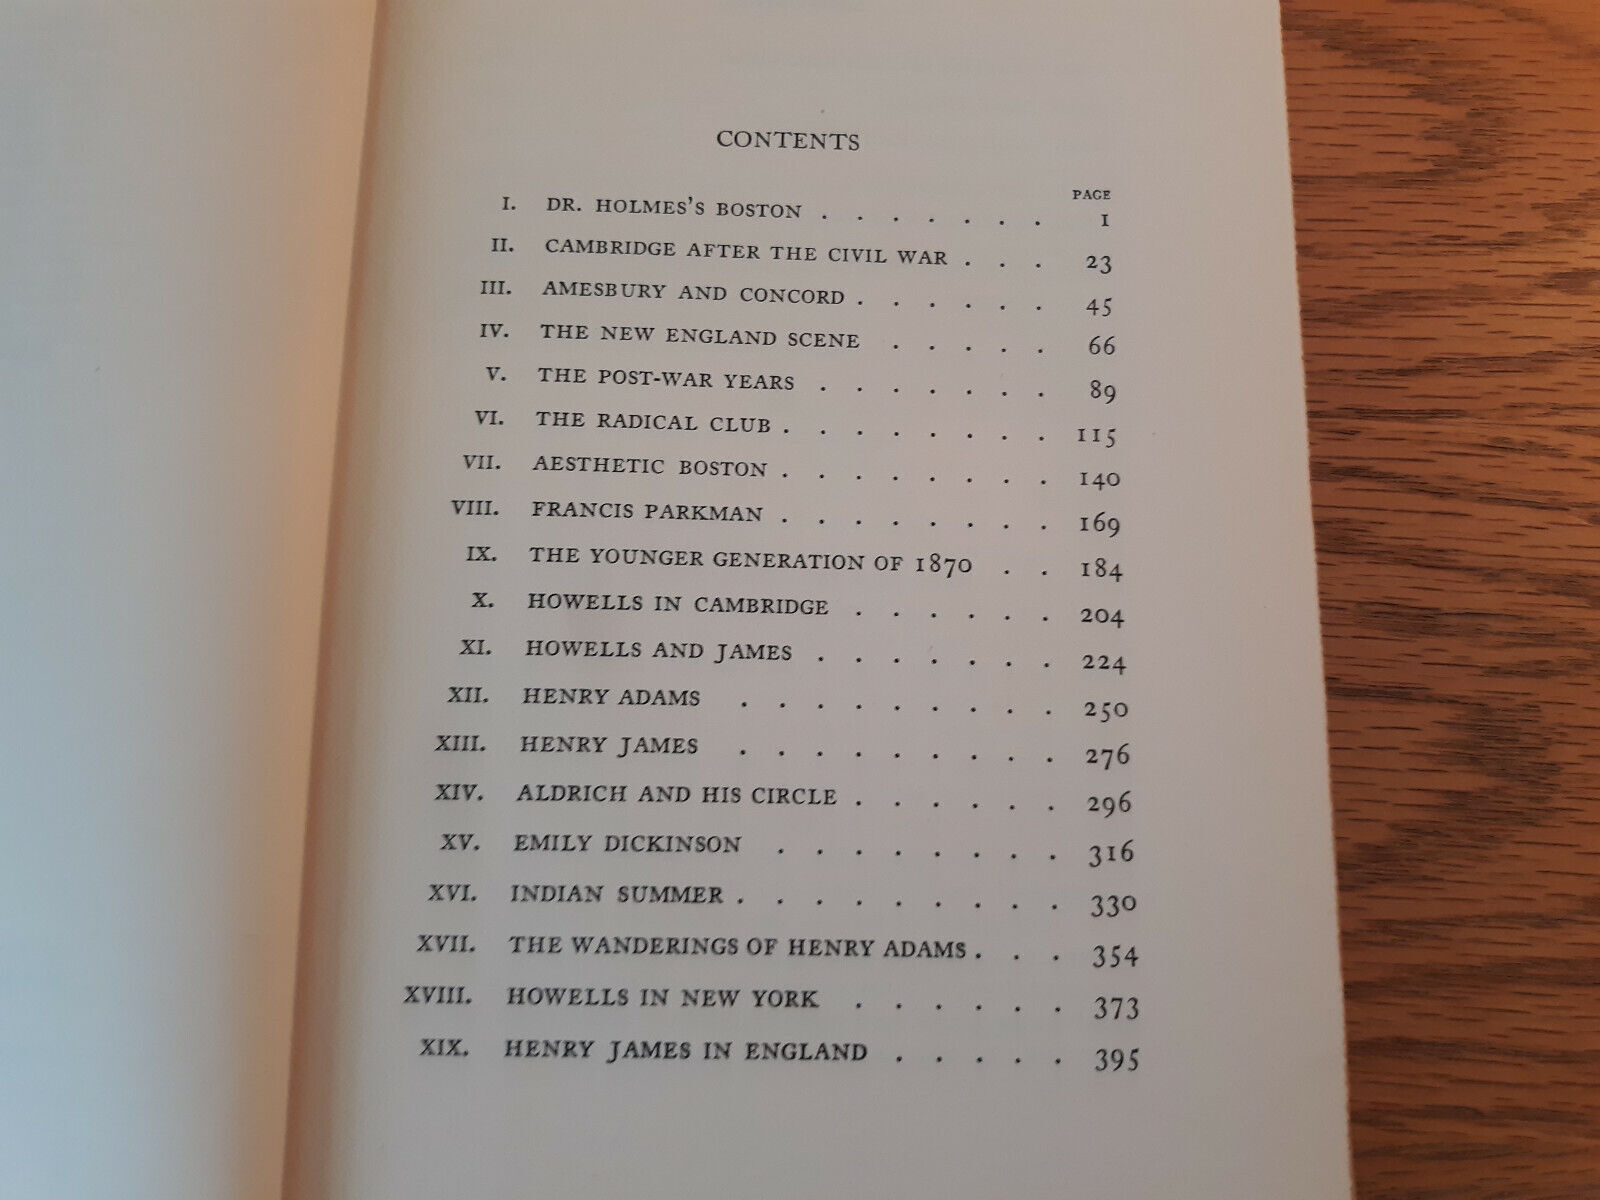 CONTENTS
PAGE
I. DR. HOLMES'S BOSTON . . . . . . . 1
II. CAMBRIDGE AFTER THE CIVIL WAR . . . 23
III. AMESBURY AND CONCORD . . . . . . 45
IV. THE NEW ENGLAND SCENE . . . . . 66
V. THE POST-WAR YEARS . . . . . . . 89
VI. THE RADICAL CLUB . . . . . . . . 115
VII. AESTHETIC BOSTON . . . . . . . . 140
VIII. FRANCIS PARKMAN . . . . . . . . 169
IX. THE YOUNGER GENERATION OF 1870 . . 184
X. HOWELLS IN CAMBRIDGE . . . . . . 204
XI. HOWELLS AND JAMES . . . . . . . 224
XII. HENRY ADAMS . . . . . . . . . 250
XIII. HENRY JAMES . . . . . . . . . 276
XIV. ALDRICH AND HIS CIRCLE . . . . . . 296
XV. EMILY DICKINSON . . . . . . . . 316
XVI. INDIAN SUMMER . . . . . . . . . 330
XVII. THE WANDERINGS OF HENRY ADAMS . . . 354
XVIII. HOWELLS IN NEW YORK . . . . . . 373
XIX. HENRY JAMES IN ENGLAND . . . . . 395